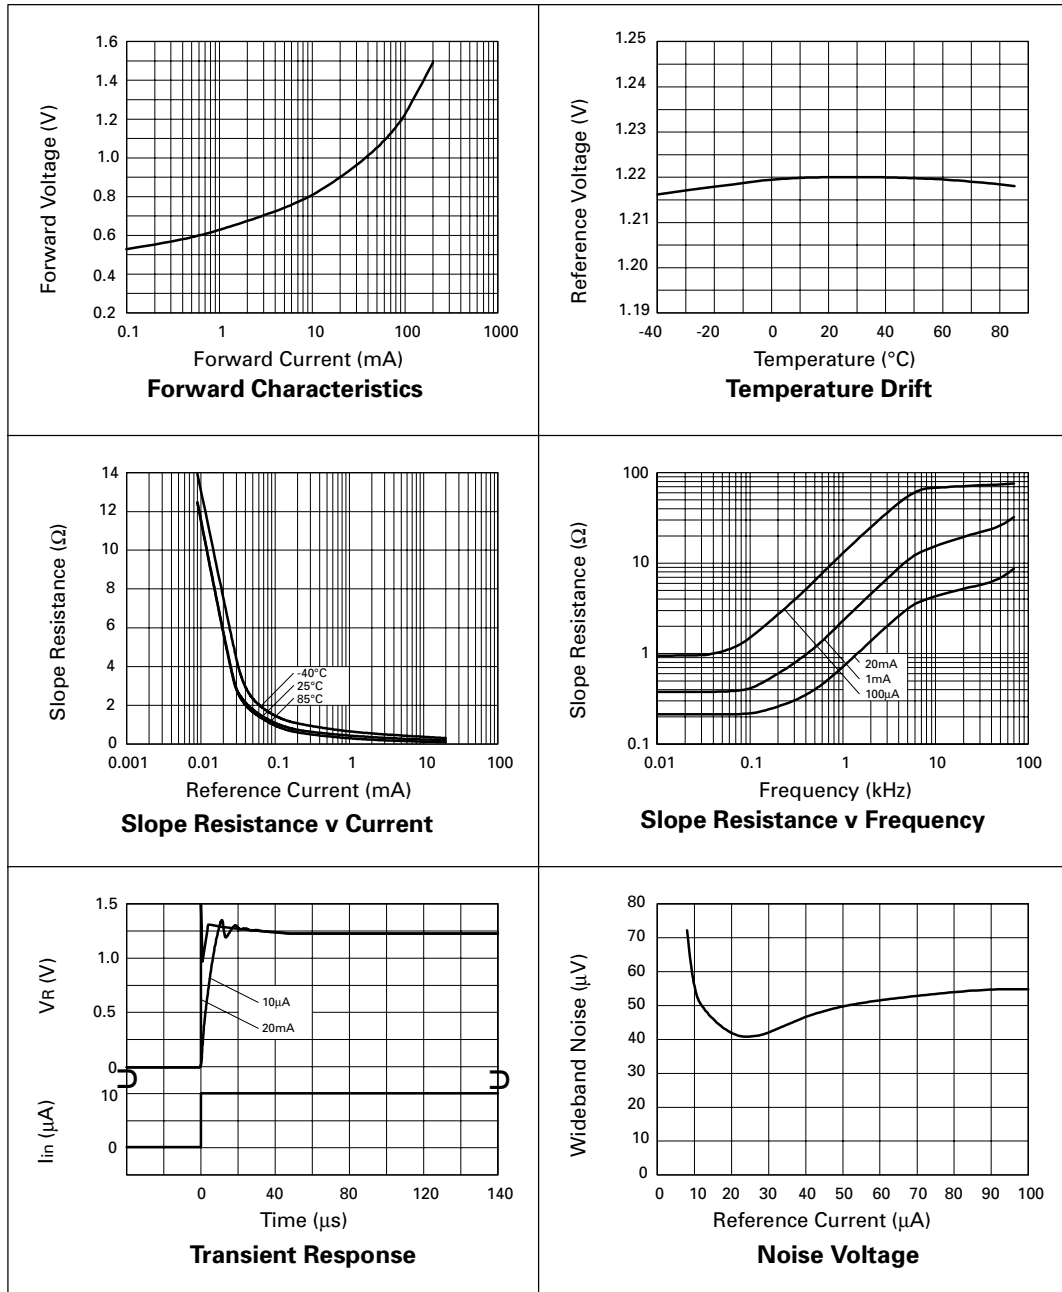 1.6
1.4
1.2
1.0
0.8
0.6
0.4
0.2
Forward Voltage (V)
0.1 1 10 100 1000
Forward Current (mA)
Forward Characteristics
1.25
1.24
1.23
1.22
1.21
1.20
1.19
Reference Voltage (V)
-40 -20 0 20 40 60 80
Temperature (°C)
Temperature Drift
14
12
10
8
6
4
2
0
Slope Resistance (Ω)
-40°C
25°C
85°C
0.001 0.01 0.1 1 10 100
Reference Current (mA)
Slope Resistance v Current
100
10
1
0.1
Slope Resistance (Ω)
20mA
1mA
100µA
0.01 0.1 1 10 100
Frequency (kHz)
Slope Resistance v Frequency
1.5
1.0
0.5
0
VR (V)
10µA
20mA
10
0
Iin (µA)
0 40 80 120 140
Time (µs)
Transient Response
80
70
60
50
40
30
20
10
0
Wideband Noise (µV)
0 10 20 30 40 50 60 70 80 90 100
Reference Current (µA)
Noise Voltage